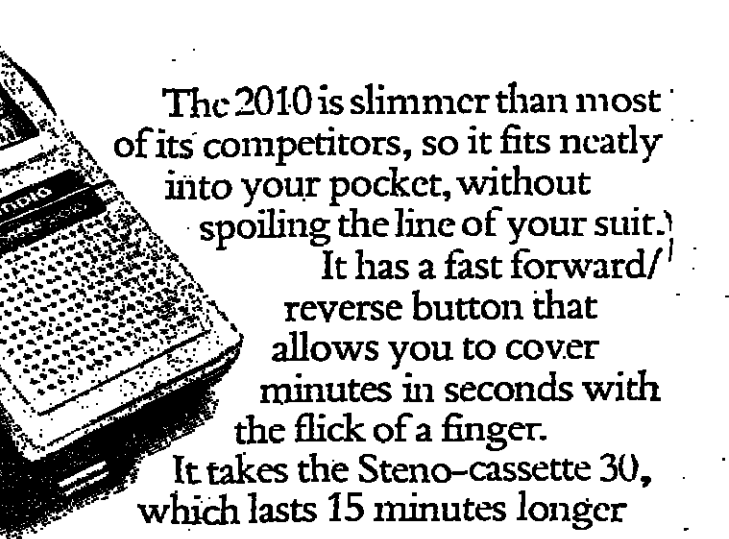 The 2010 is slimmer than most
of its competitors, so it fits neatly
into your pocket, without
spoiling the line of your suit.
It has a fast forward/
reverse button that
allows you to cover
minutes in seconds with
the flick of a finger.
It takes the Steno-cassette 30,
which lasts 15 minutes longer